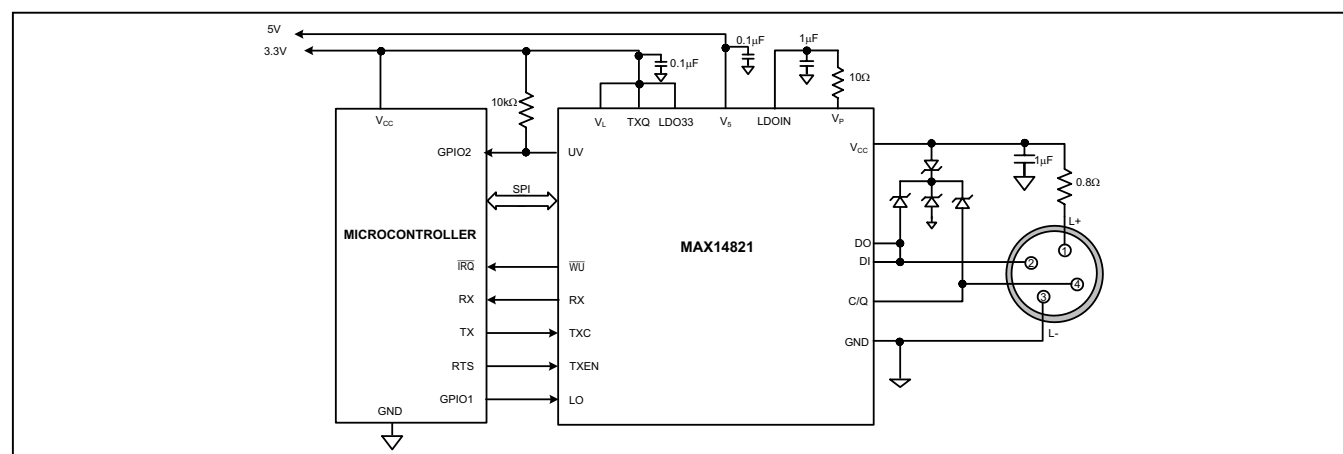 5V
3.3V
0.1μF
0.1μF
1μF
10Ω
10kΩ
VCC
VL
TXQ
LDO33
V5
LDOIN
VP
GPIO2
UV
VCC
1μF
0.8Ω
SPI
L+
MICROCONTROLLER
MAX14821
DO
DI
1
2
IRQ
WU
4
RX
RX
C/Q
3
TX
TXC
L-
GND
RTS
TXEN
GPIO1
LO
GND